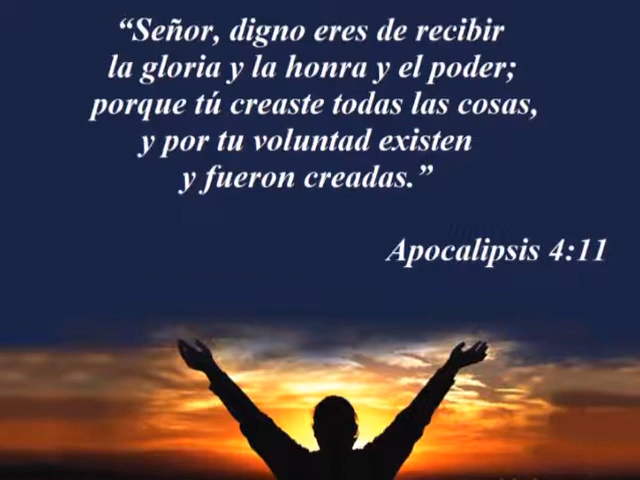 “Señor, digno eres de recibir
la gloria y la honra y el poder;
porque tú creaste todas las cosas,
y por tu voluntad existen
y fueron creadas.”
Apocalipsis 4:11